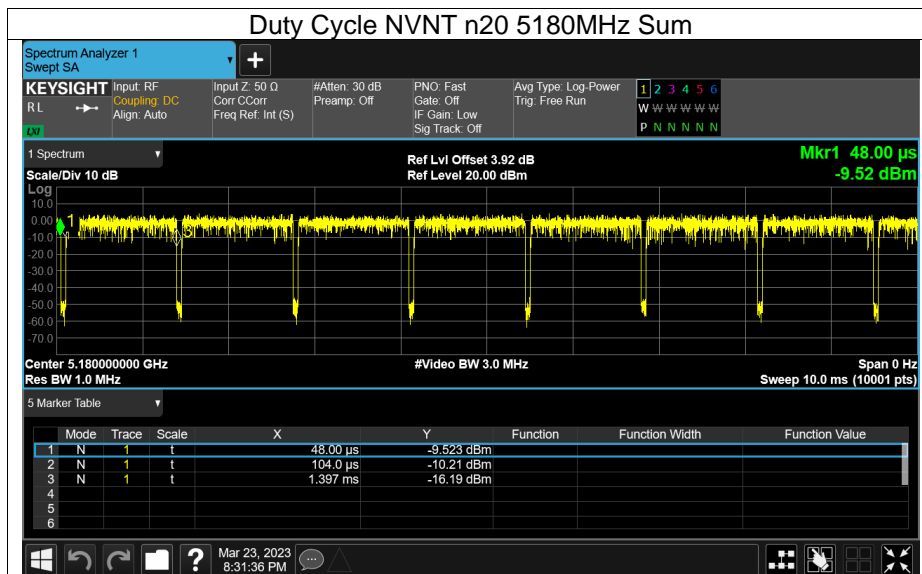 Duty Cycle NVNT n20 5180MHz Sum
Spectrum Analyzer 1
Swept SA
+
KEYSIGHT Input: RF Input Z: 50 Ω #Atten: 30 dB PNO: Fast Avg Type: Log-Power 1 2 3 4 5 6
R L Coupling: DC Corr CCorr Preamp: Off Gate: Off Trig: Free Run W W W W W W
Align: Auto Freq Ref: Int (S) IF Gain: Low
LXI Sig Track: Off P N N N N N
1 Spectrum Ref Lvl Offset 3.92 dB Mkr1 48.00 µs
Scale/Div 10 dB Ref Level 20.00 dBm -9.52 dBm
Log
10.0
0.00 1
-10.0 3
-20.0
-30.0
-40.0
-50.0
-60.0
-70.0
Center 5.180000000 GHz #Video BW 3.0 MHz Span 0 Hz
Res BW 1.0 MHz Sweep 10.0 ms (10001 pts)
5 Marker Table
Mode Trace Scale X Y Function Function Width Function Value
1 N 1 t 48.00 µs -9.523 dBm
2 N 1 t 104.0 µs -10.21 dBm
3 N 1 t 1.397 ms -16.19 dBm
4
5
6
? Mar 23, 2023
8:31:36 PM